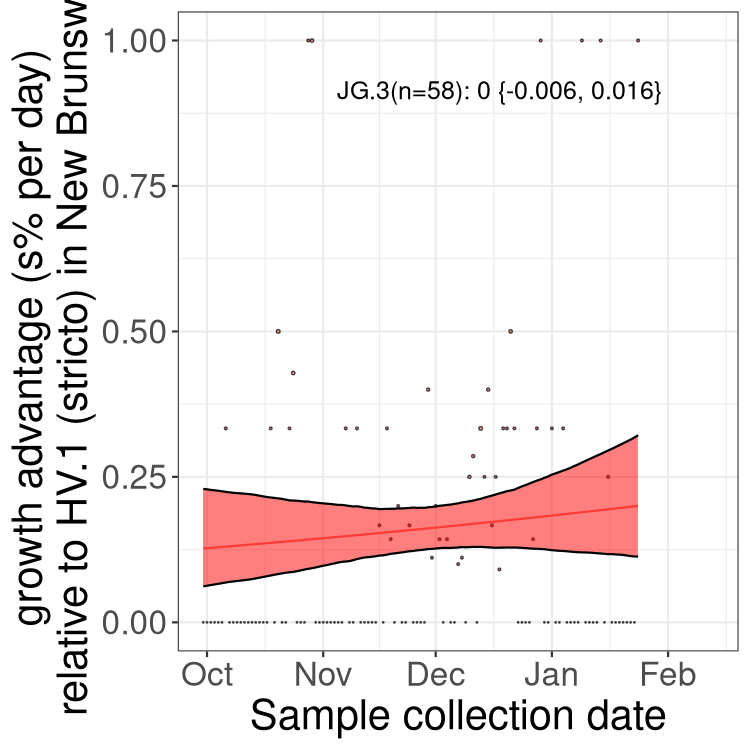 growth advantage (s% per day)
relative to HV.1 (stricto) in New Brunsw
1.00
0.75
0.50
0.25
0.00
JG.3(n=58): 0 {-0.006, 0.016}
Oct Nov Dec Jan Feb
Sample collection date